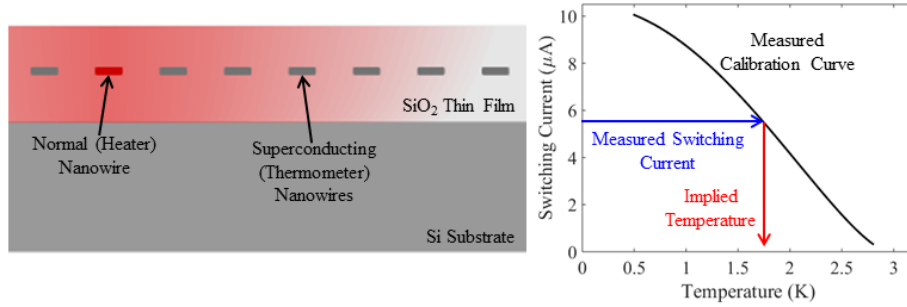 SiO₂ Thin Film
Normal (Heater)
Nanowire
Superconducting
(Thermometer)
Nanowires
Si Substrate
Switching Current (μA)
10
8
6
4
2
0
Measured
Calibration Curve
Measured Switching
Current
Implied
Temperature
0
0.5
1
1.5
2
2.5
3
Temperature (K)